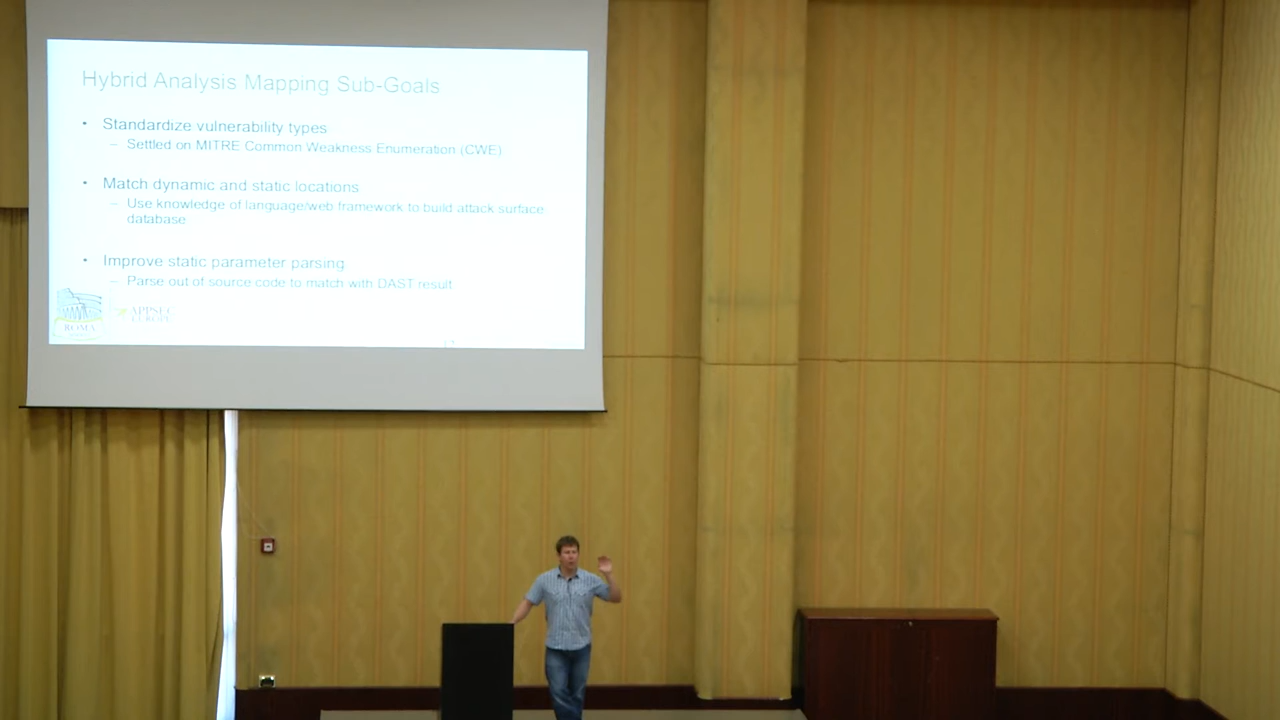 Hybrid Analysis Mapping Sub-Goals
• Standardize vulnerability types
– Settled on MITRE Common Weakness Enumeration (CWE)
• Match dynamic and static locations
– Use knowledge of language/web framework to build attack surface
database
• Improve static parameter parsing
– Parse out of source code to match with DAST result
ROMA
APPSEC
EUROPE